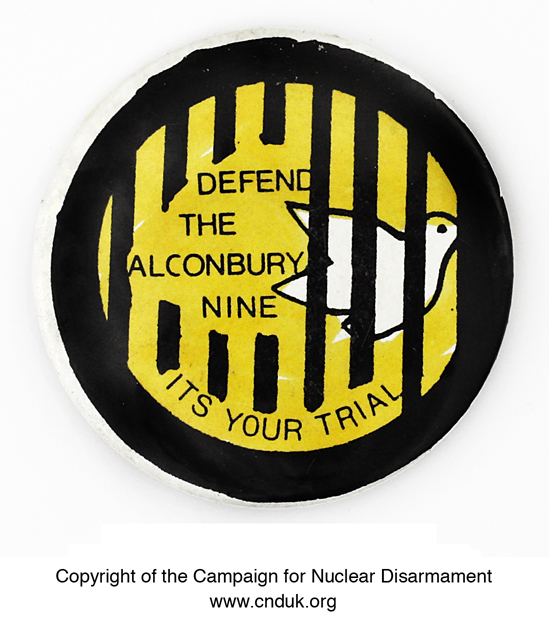 DEFEND
THE
ALCONBURY
NINE
ITS YOUR TRIAL
Copyright of the Campaign for Nuclear Disarmament
www.cnduk.org